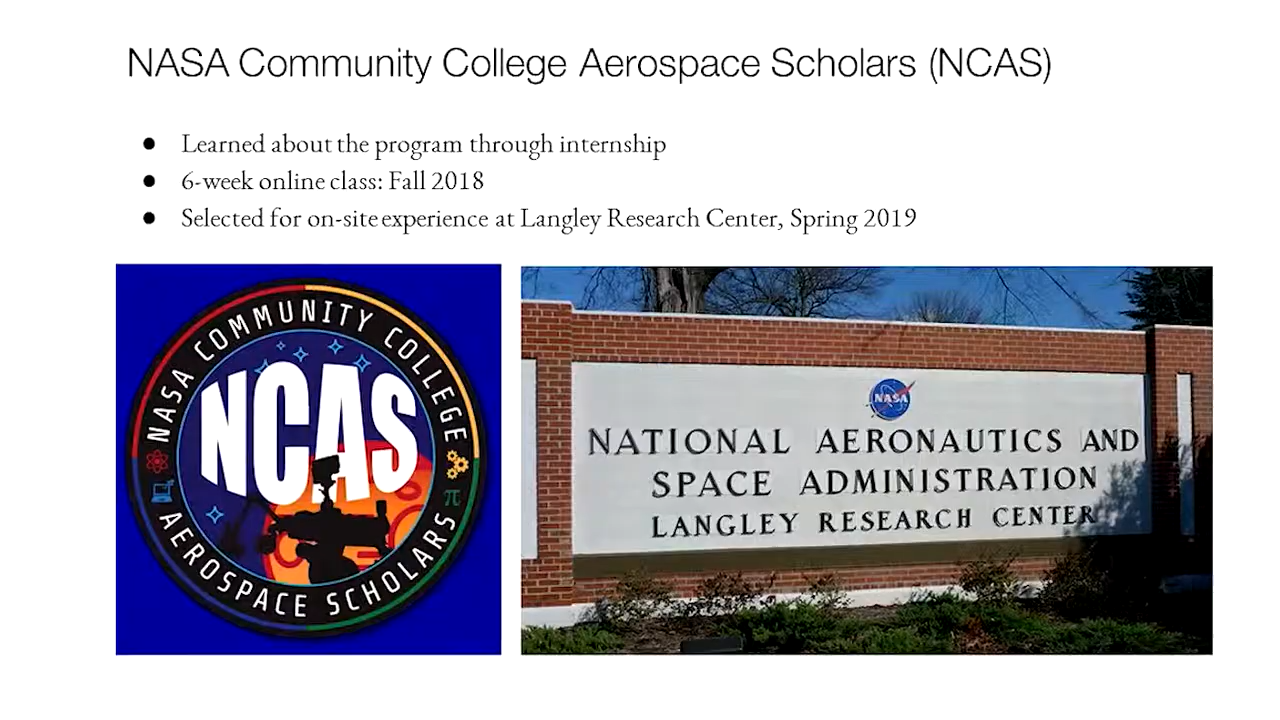 NASA Community College Aerospace Scholars (NCAS)
● Learned about the program through internship
● 6-week online class: Fall 2018
● Selected for on-site experience at Langley Research Center, Spring 2019
NASA COMMUNITY COLLEGE
NCAS
π
AEROSPACE SCHOLARS
NASA
NATIONAL AERONAUTICS AND
SPACE ADMINISTRATION
LANGLEY RESEARCH CENTER